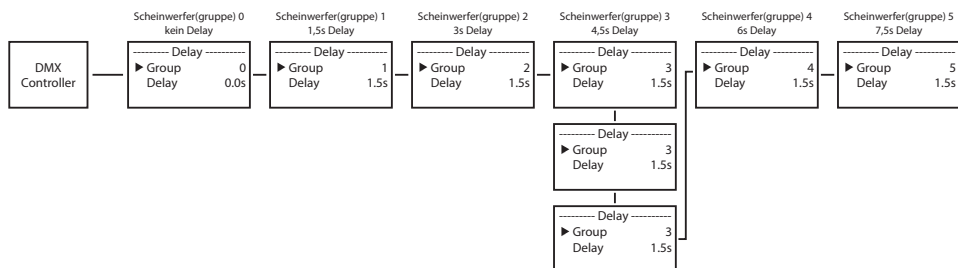 Scheinwerfer(gruppe) 0
kein Delay
Scheinwerfer(gruppe) 1
1,5s Delay
Scheinwerfer(gruppe) 2
3s Delay
Scheinwerfer(gruppe) 3
4,5s Delay
Scheinwerfer(gruppe) 4
6s Delay
Scheinwerfer(gruppe) 5
7,5s Delay
DMX
Controller
--------- Delay ----------
▶ Group 0
Delay 0.0s
--------- Delay ----------
▶ Group 1
Delay 1.5s
--------- Delay ----------
▶ Group 2
Delay 1.5s
--------- Delay ----------
▶ Group 3
Delay 1.5s
--------- Delay ----------
▶ Group 4
Delay 1.5s
--------- Delay ----------
▶ Group 5
Delay 1.5s
--------- Delay ----------
▶ Group 3
Delay 1.5s
--------- Delay ----------
▶ Group 3
Delay 1.5s